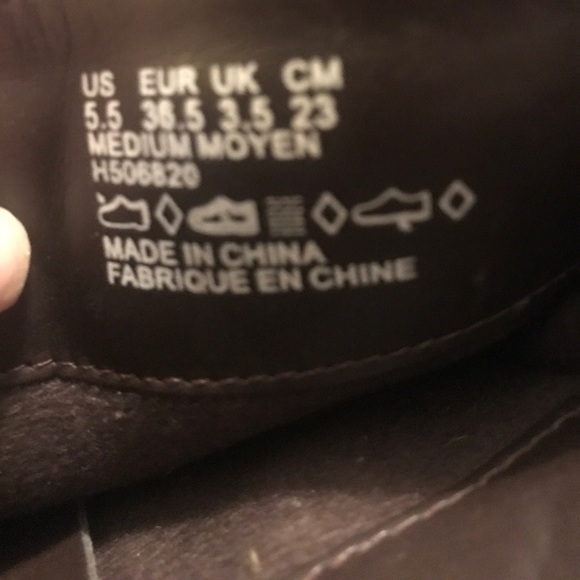 US EUR UK CM
5.5 36.5 3.5 23
MEDIUM MOYEN
H506820
MADE IN CHINA
FABRIQUE EN CHINE